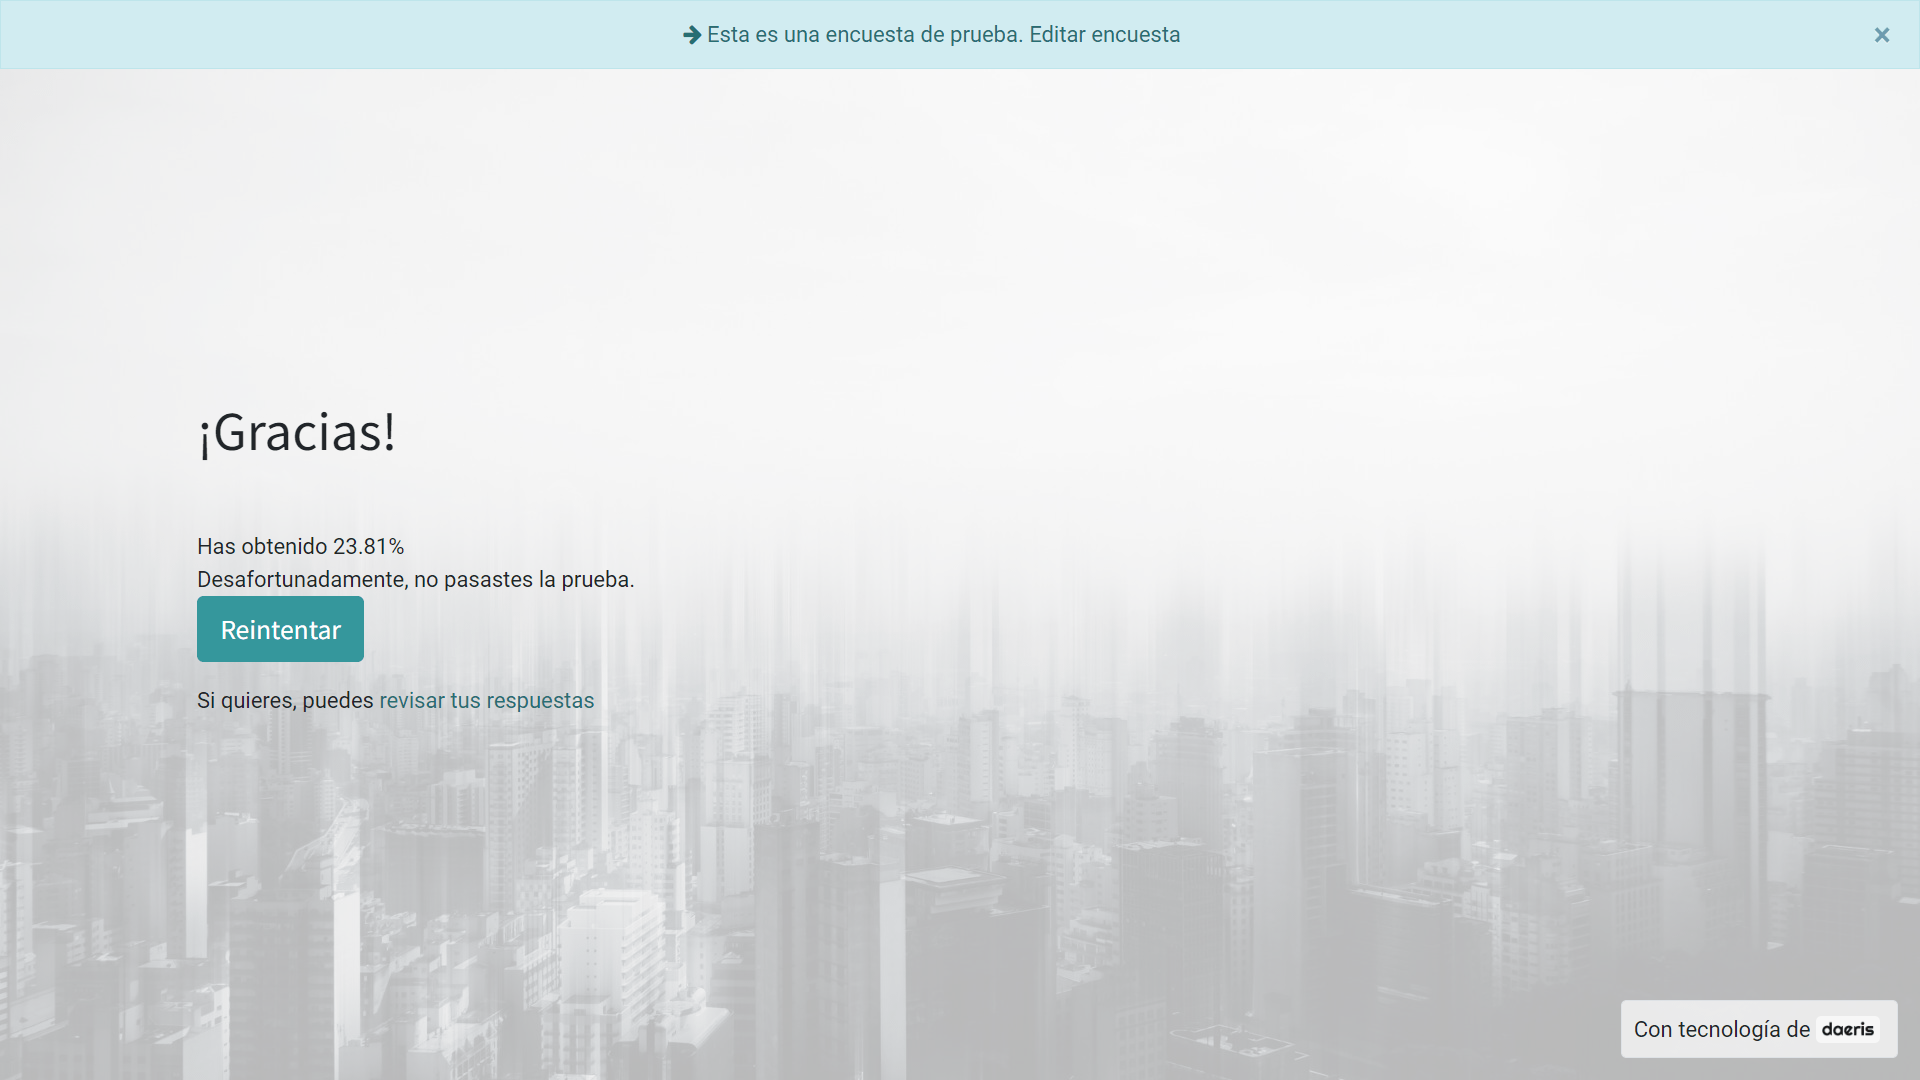 Esta es una encuesta de prueba. Editar encuesta ×
¡Gracias!
Has obtenido 23.81%
Desafortunadamente, no pasastes la prueba.
Reintentar
Si quieres, puedes revisar tus respuestas
Con tecnología de daeris